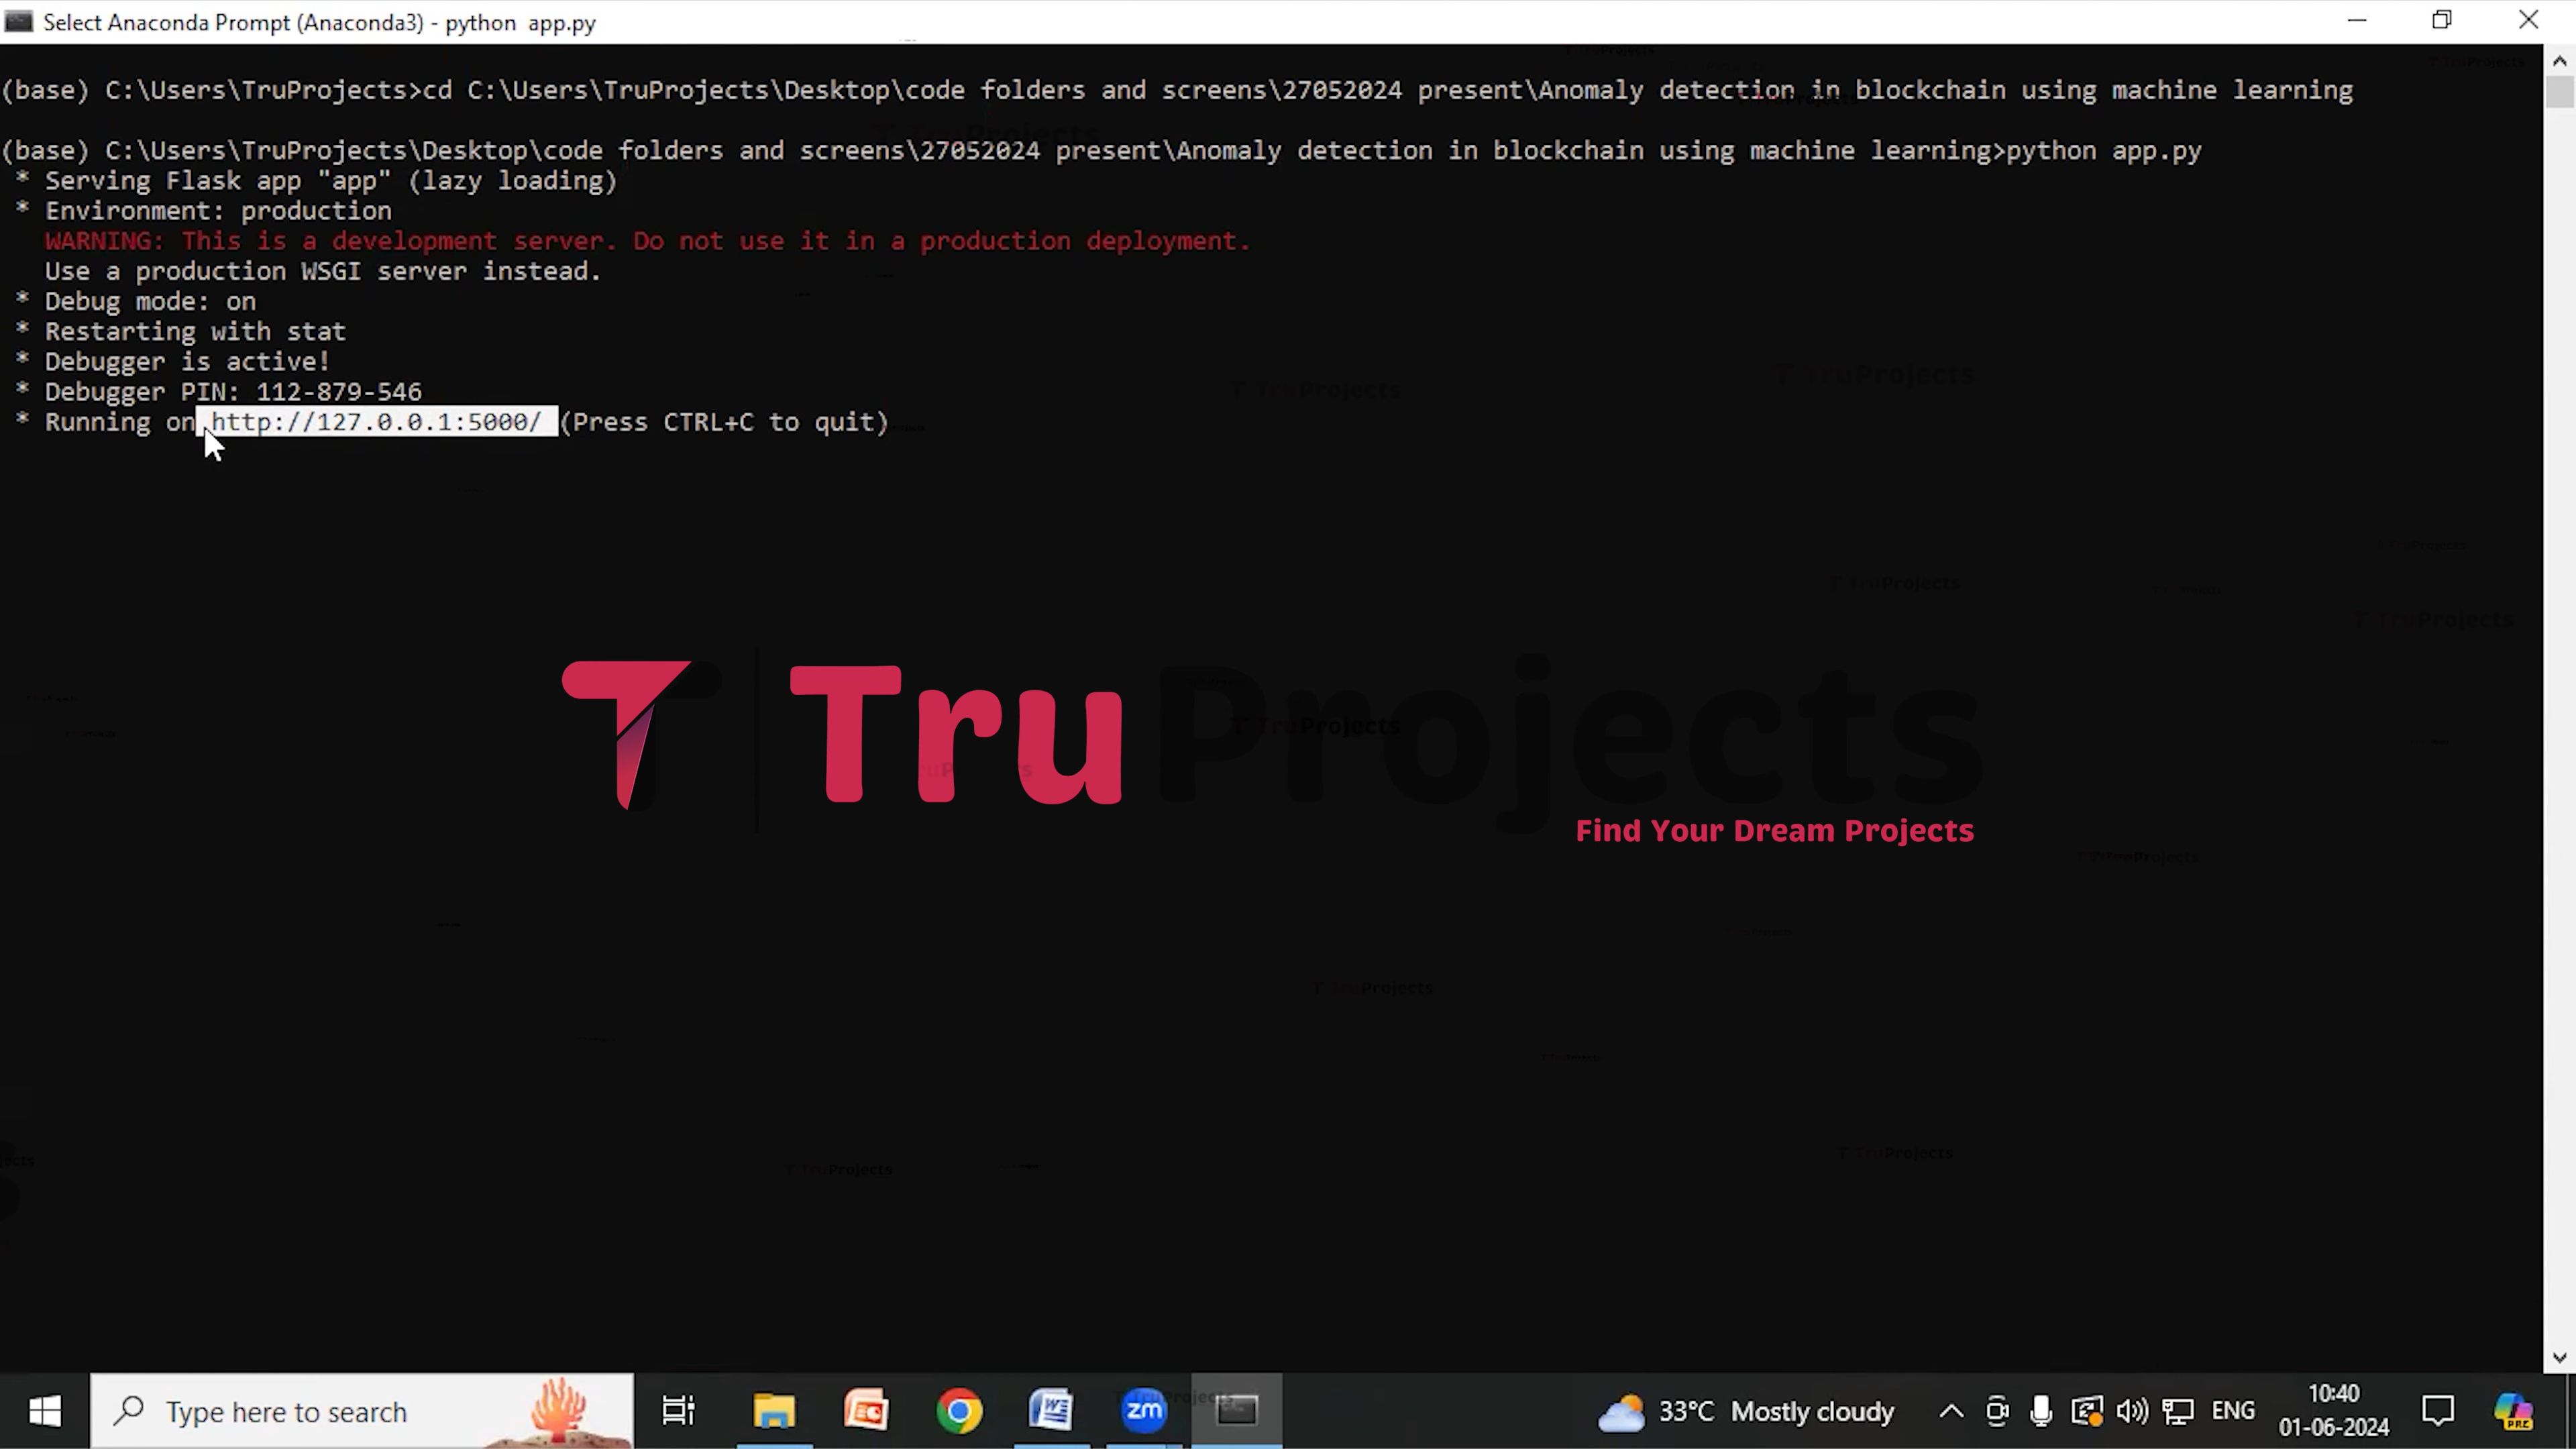 Select Anaconda Prompt (Anaconda3) - python  app.py
(base) C:\Users\TruProjects>cd C:\Users\TruProjects\Desktop\code folders and screens\27052024 present\Anomaly detection in blockchain using machine learning
(base) C:\Users\TruProjects\Desktop\code folders and screens\27052024 present\Anomaly detection in blockchain using machine learning>python app.py
* Serving Flask app "app" (lazy loading)
* Environment: production
WARNING: This is a development server. Do not use it in a production deployment.
Use a production WSGI server instead.
* Debug mode: on
* Restarting with stat
* Debugger is active!
* Debugger PIN: 112-879-546
* Running on http://127.0.0.1:5000/ (Press CTRL+C to quit)
TruProjects
Find Your Dream Projects
Type here to search
zm
33°C Mostly cloudy
ENG
10:40
01-06-2024
PRE